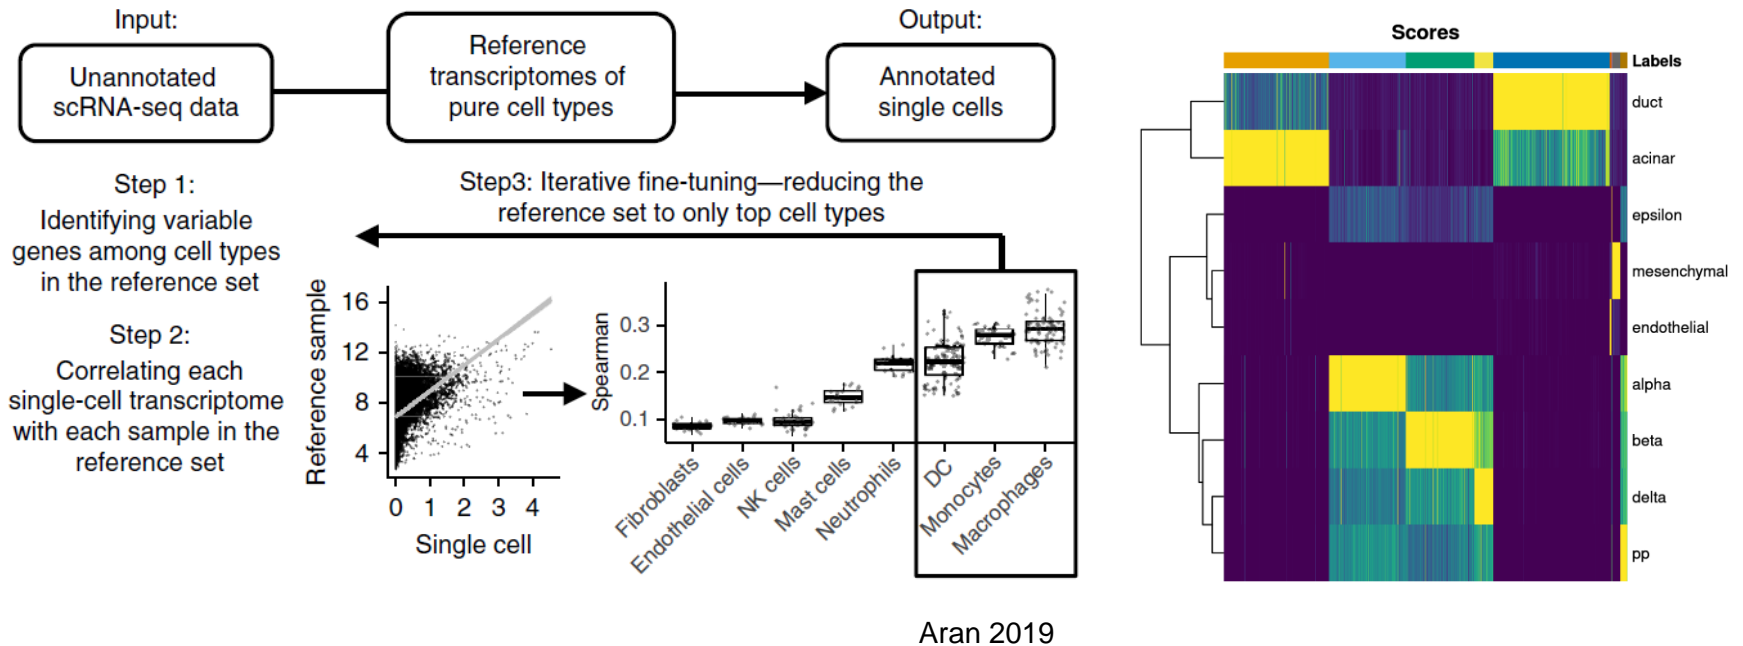 Input:
Unannotated
scRNA-seq data
Reference
transcriptomes of
pure cell types
Output:
Annotated
single cells
Step 1:
Identifying variable
genes among cell types
in the reference set
Step 2:
Correlating each
single-cell transcriptome
with each sample in the
reference set
Step3: Iterative fine-tuning—reducing the
reference set to only top cell types
Reference sample
16
12
8
4
0 1 2 3 4
Single cell
Spearman
0.3
0.2
0.1
Fibroblasts
Endothelial cells
NK cells
Mast cells
Neutrophils
DC
Monocytes
Macrophages
Aran 2019
Scores
Labels
duct
acinar
epsilon
mesenchymal
endothelial
alpha
beta
delta
pp